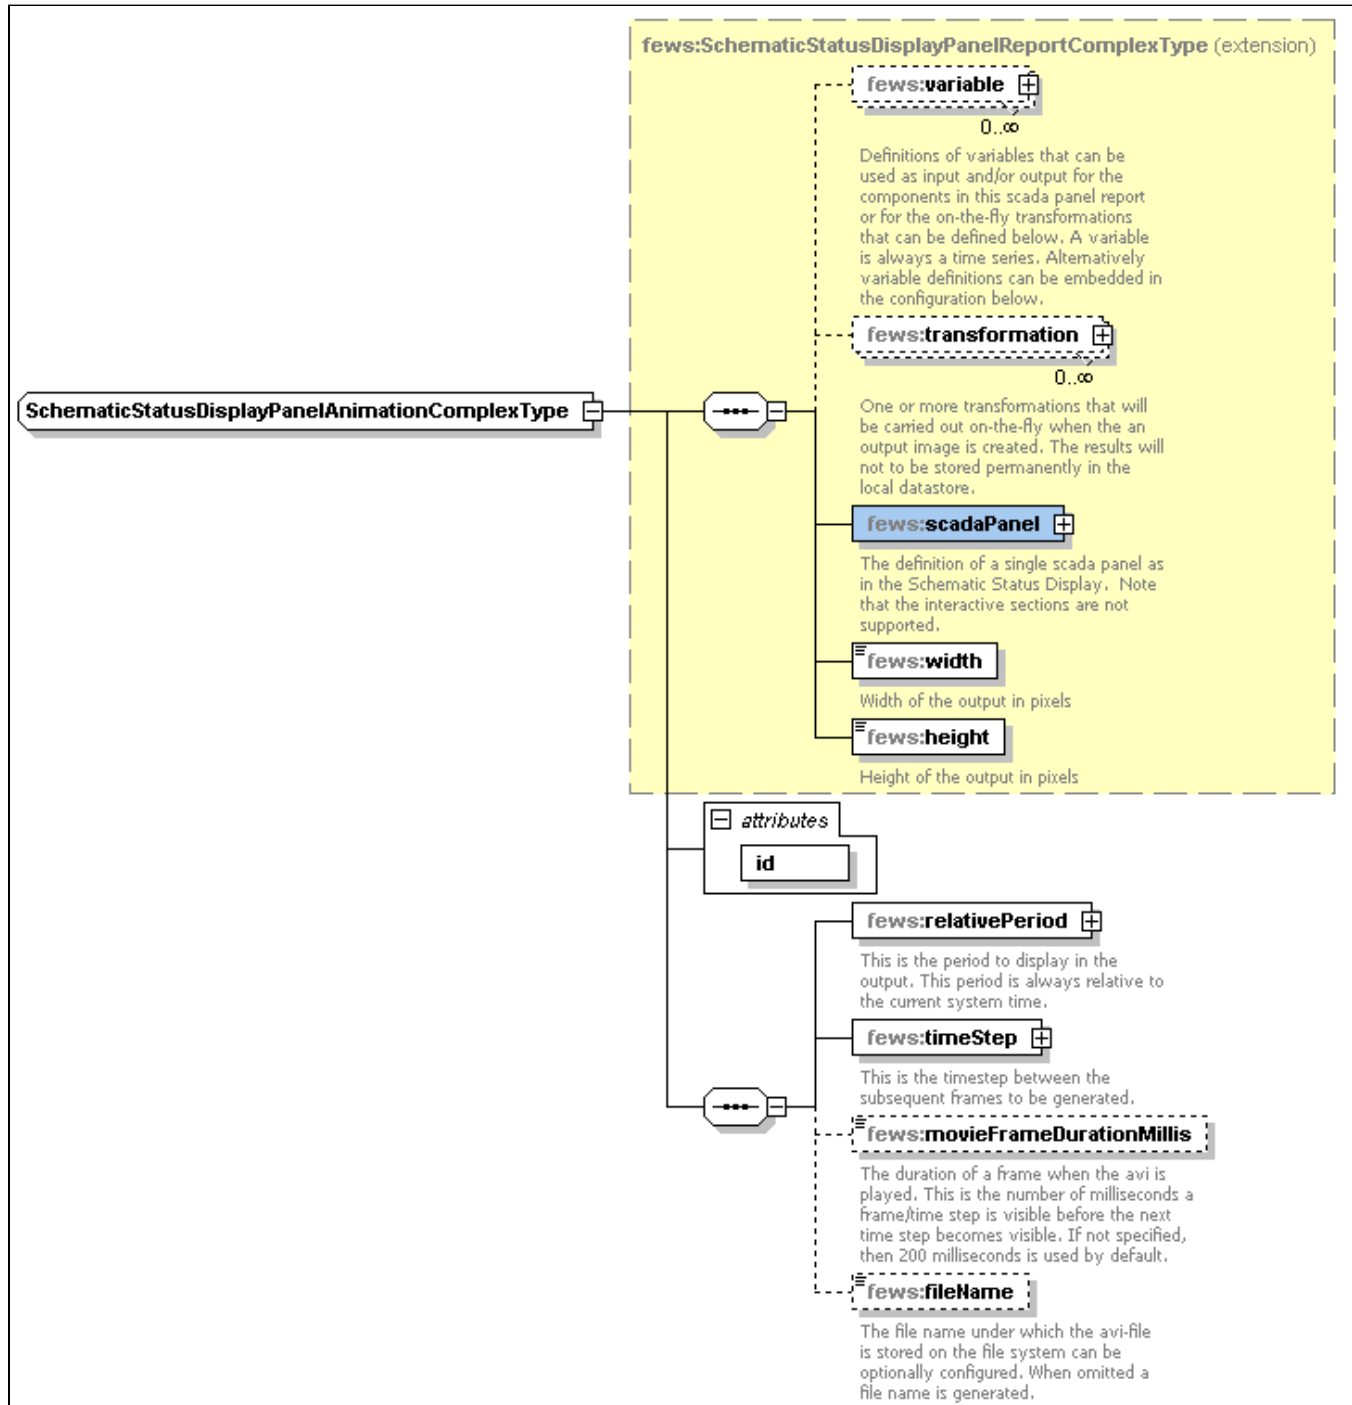 fews:SchematicStatusDisplayPanelReportComplexType (extension)
fews:variable
0..∞
Definitions of variables that can be
used as input and/or output for the
components in this scada panel report
or for the on-the-fly transformations
that can be defined below. A variable
is always a time series. Alternatively
variable definitions can be embedded in
the configuration below.
fews:transformation
0..∞
SchematicStatusDisplayPanelAnimationComplexType
One or more transformations that will
be carried out on-the-fly when the an
output image is created. The results will
not to be stored permanently in the
local datastore.
fews:scadaPanel
The definition of a single scada panel as
in the Schematic Status Display.  Note
that the interactive sections are not
supported.
fews:width
Width of the output in pixels
fews:height
Height of the output in pixels
attributes
id
fews:relativePeriod
This is the period to display in the
output. This period is always relative to
the current system time.
fews:timeStep
This is the timestep between the
subsequent frames to be generated.
fews:movieFrameDurationMillis
The duration of a frame when the avi is
played. This is the number of milliseconds a
frame/time step is visible before the next
time step becomes visible. If not specified,
then 200 milliseconds is used by default.
fews:fileName
The file name under which the avi-file
is stored on the file system can be
optionally configured. When omitted a
file name is generated.